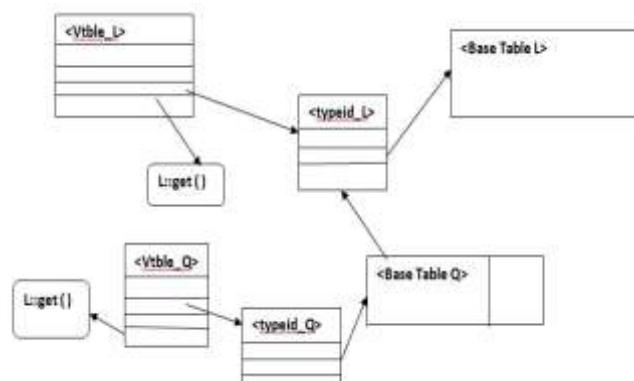 <Vtble_L>
<Base Table L>
<typeid_L>
L::get ( )
<Vtble_Q>
<Base Table Q>
L::get ( )
<typeid_Q>